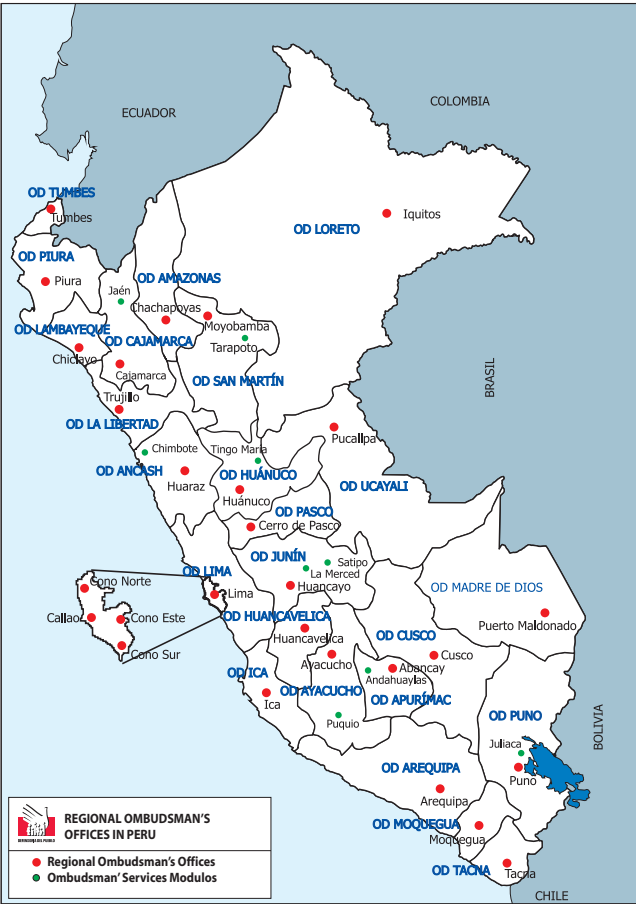 COLOMBIA
ECUADOR
OD TUMBES
Tumbes
Iquitos
OD LORETO
OD PIURA
Piura
OD AMAZONAS
Jaén
Chachapoyas
Moyobamba
OD LAMBAYEQUE
OD CAJAMARCA
Tarapoto
Chiclayo
Cajamarca
OD SAN MARTÍN
BRASIL
Trujillo
OD LA LIBERTAD
Pucallpa
Chimbote
Tingo María
OD ANCASH
Huaraz
OD HUÁNUCO
Huánuco
OD UCAYALI
OD PASCO
Cerro de Pasco
OD JUNÍN
Satipo
La Merced
OD LIMA
Cono Norte
Lima
Huancayo
OD MADRE DE DIOS
Callao
Cono Este
OD HUANCAVELICA
Puerto Maldonado
Huancavelica
OD CUSCO
Cono Sur
Ayacucho
Cusco
Abancay
OD ICA
Andahuaylas
Ica
OD AYACUCHO
OD APURÍMAC
Puquio
OD PUNO
BOLIVIA
Juliaca
OD AREQUIPA
Puno
Arequipa
OD MOQUEGUA
Moquegua
OD TACNA
Tacna
CHILE
DEFENSORIA DEL PUEBLO
REGIONAL OMBUDSMAN'S
OFFICES IN PERU
Regional Ombudsman's Offices
Ombudsman' Services Modulos